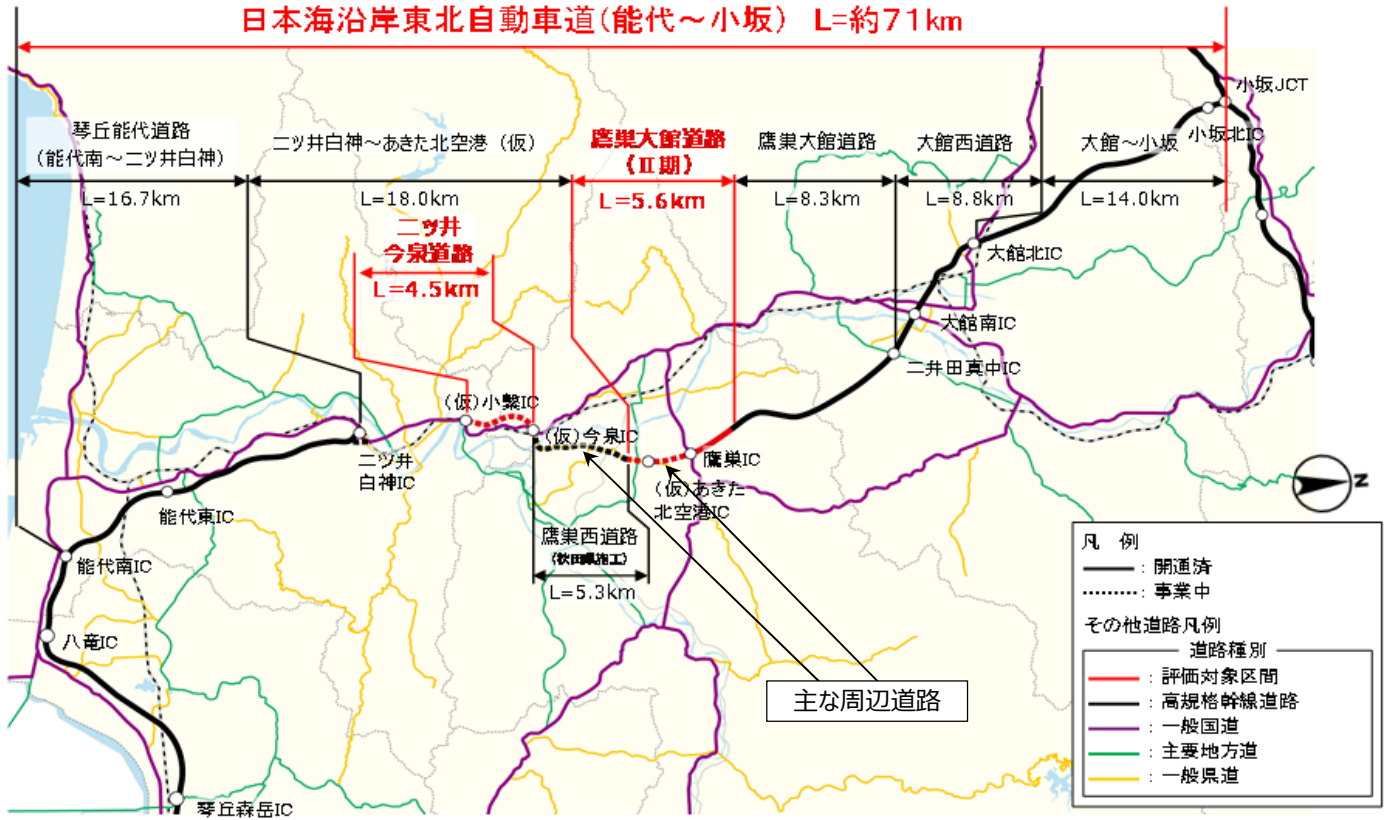 日本海沿岸東北自動車道(能代～小坂) L=約71km
小坂JCT
小坂北IC
琴丘能代道路
(能代南～二ツ井白神)
L=16.7km
二ツ井白神～あきた北空港(仮)
L=18.0km
鷹巣大館道路
(Ⅱ期)
L=5.6km
鷹巣大館道路
L=8.3km
大館西道路
L=8.8km
大館～小坂
L=14.0km
二ツ井
今泉道路
L=4.5km
大館北IC
大館南IC
二井田真中IC
(仮)小繋IC
(仮)今泉IC
鷹巣IC
(仮)あきた
北空港IC
二ツ井
白神IC
能代東IC
能代南IC
八竜IC
琴丘森岳IC
鷹巣西道路
(秋田県施工)
L=5.3km
主な周辺道路
N
凡 例
：開通済
：事業中
その他道路凡例
道路種別
：評価対象区間
：高規格幹線道路
：一般国道
：主要地方道
：一般県道